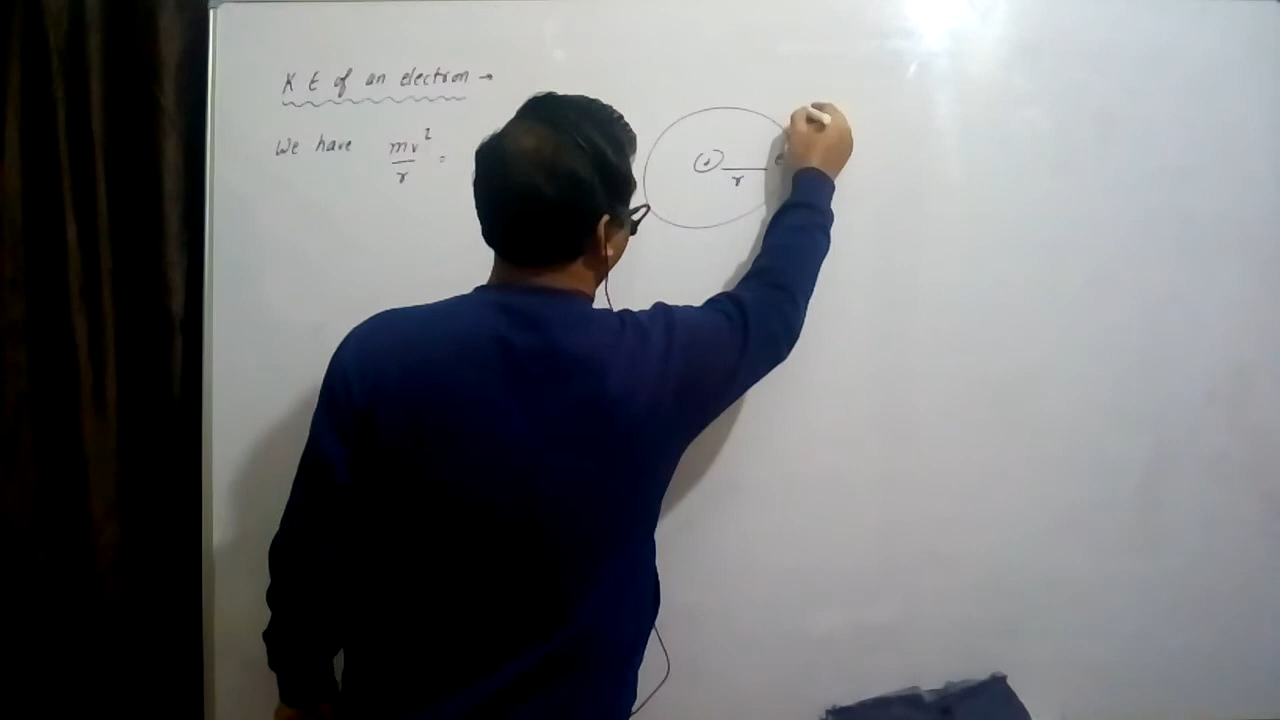 K E of an electron →
We have mv²/r =
r